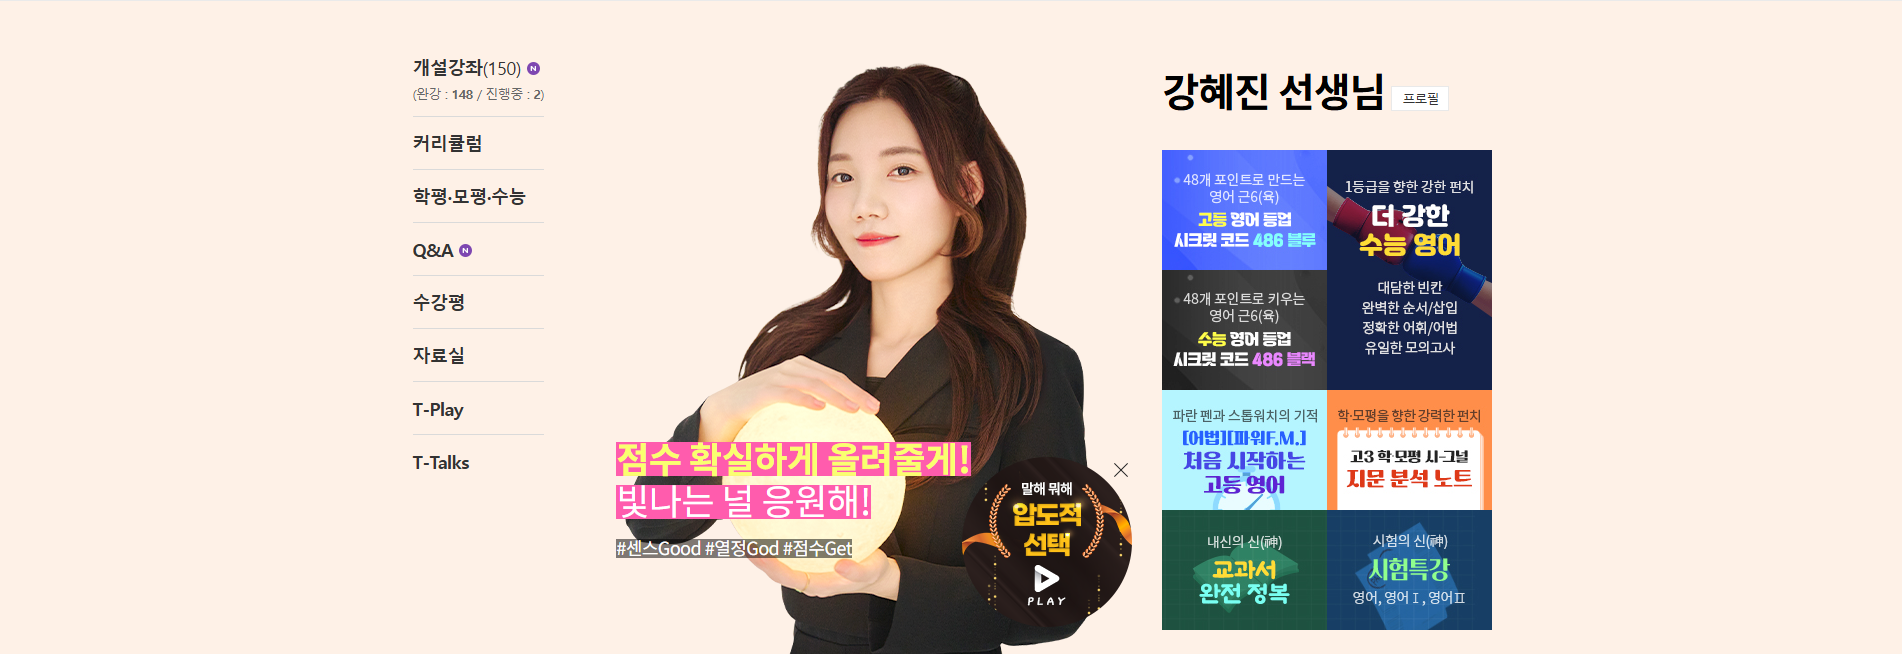 개설강좌(150) N
(완강 : 148 / 진행중 : 2)
커리큘럼
학평·모평·수능
Q&A N
수강평
자료실
T-Play
T-Talks
점수 확실하게 올려줄게!
빛나는 널 응원해!
#센스Good #열정God #점수Get
말해 뭐해
압도적
선택
PLAY
강혜진 선생님 프로필
48개 포인트로 만드는
영어 근6(육)
고등 영어 등업
시크릿 코드 486 블루
1등급을 향한 강한 펀치
더 강한
수능 영어
대담한 빈칸
완벽한 순서/삽입
정확한 어휘/어법
유일한 모의고사
48개 포인트로 키우는
영어 근6(육)
수능 영어 등업
시크릿 코드 486 블랙
파란 펜과 스톱워치의 기적
[어법][파워F.M.]
처음 시작하는
고등 영어
학·모평을 향한 강력한 펀치
고3 학·모평 시-그널
지문 분석 노트
내신의 신(神)
교과서
완전 정복
시험의 신(神)
시험특강
영어, 영어Ⅰ, 영어Ⅱ